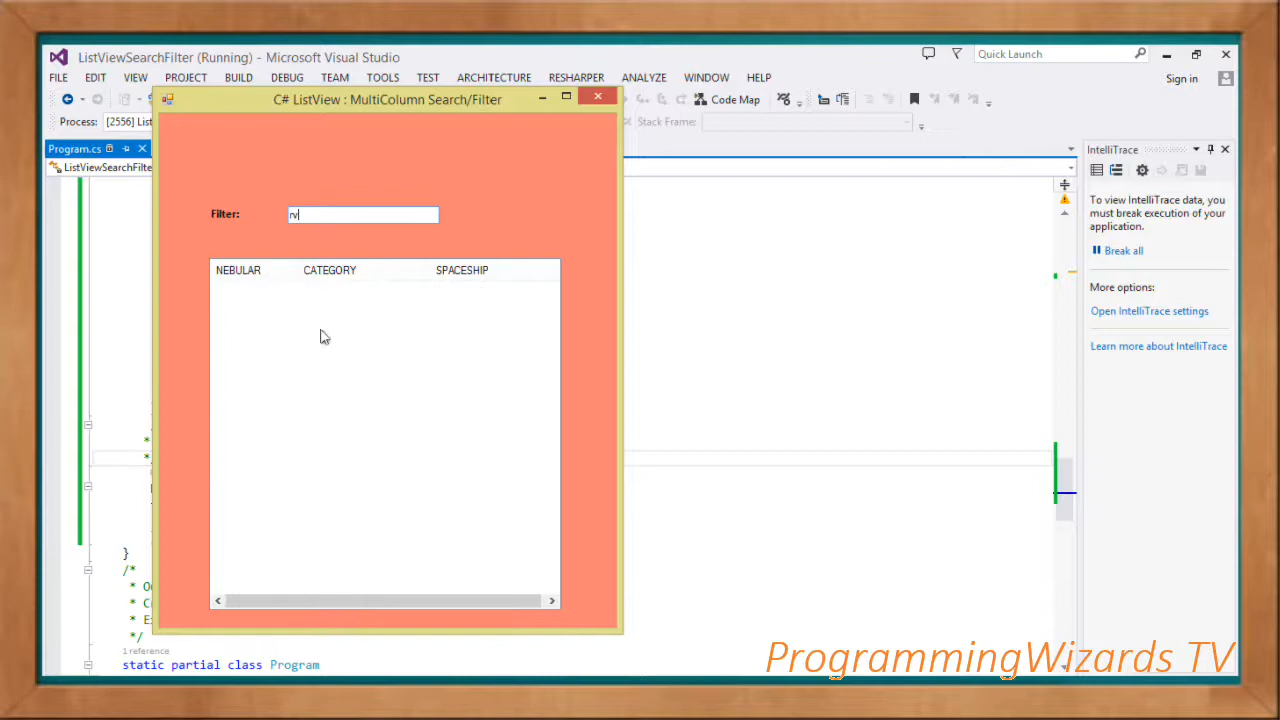 ListViewSearchFilter (Running) - Microsoft Visual Studio
Quick Launch
FILE EDIT VIEW PROJECT BUILD DEBUG TEAM TOOLS TEST ARCHITECTURE RESHARPER ANALYZE WINDOW HELP
Sign in
C# ListView : MultiColumn Search/Filter
Code Map
Process: [2556] List
Stack Frame:
Program.cs
IntelliTrace
ListViewSearchFilte
To view IntelliTrace data, you
must break execution of your
application.
Break all
More options:
Open IntelliTrace settings
Learn more about IntelliTrace
Filter: rv
NEBULAR CATEGORY SPACESHIP
*
*
}
/*
* O
* C
* E
*/
1 reference
static partial class Program
ProgrammingWizards TV